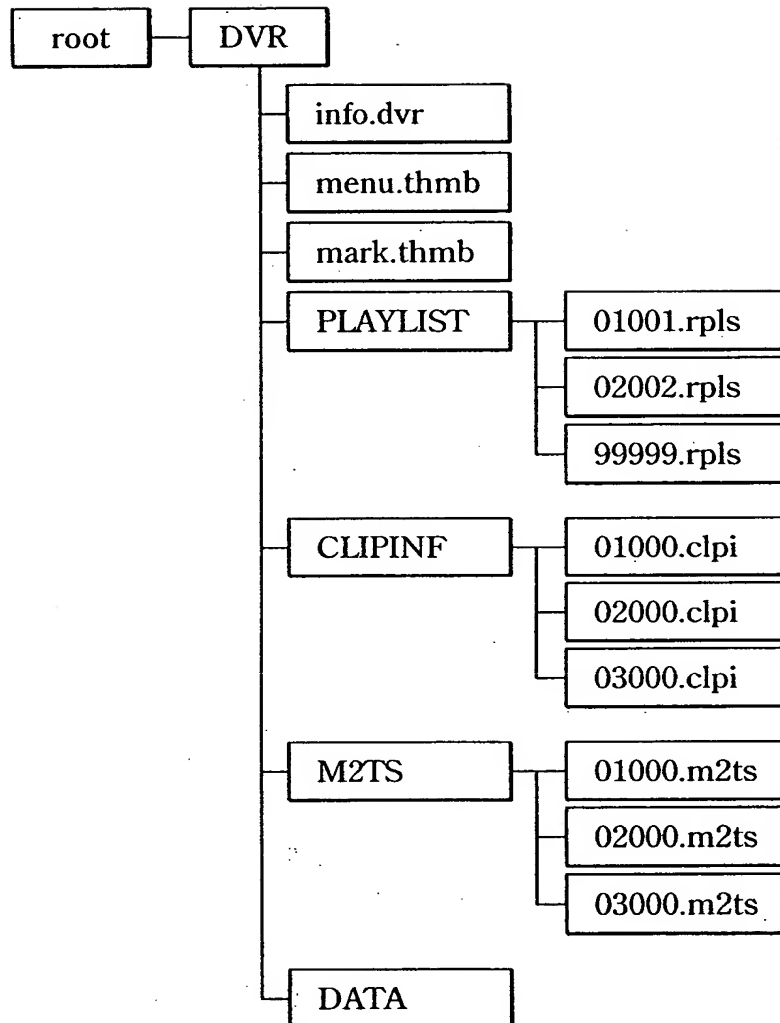 root
DVR
info.dvr
menu.thmb
mark.thmb
PLAYLIST
01001.rpls
02002.rpls
99999.rpls
CLIPINF
01000.clpi
02000.clpi
03000.clpi
M2TS
01000.m2ts
02000.m2ts
03000.m2ts
DATA